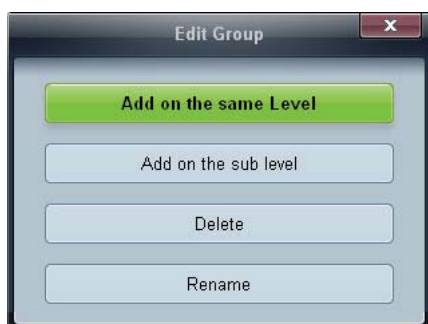 Edit Group
x
Add on the same Level
Add on the sub level
Delete
Rename